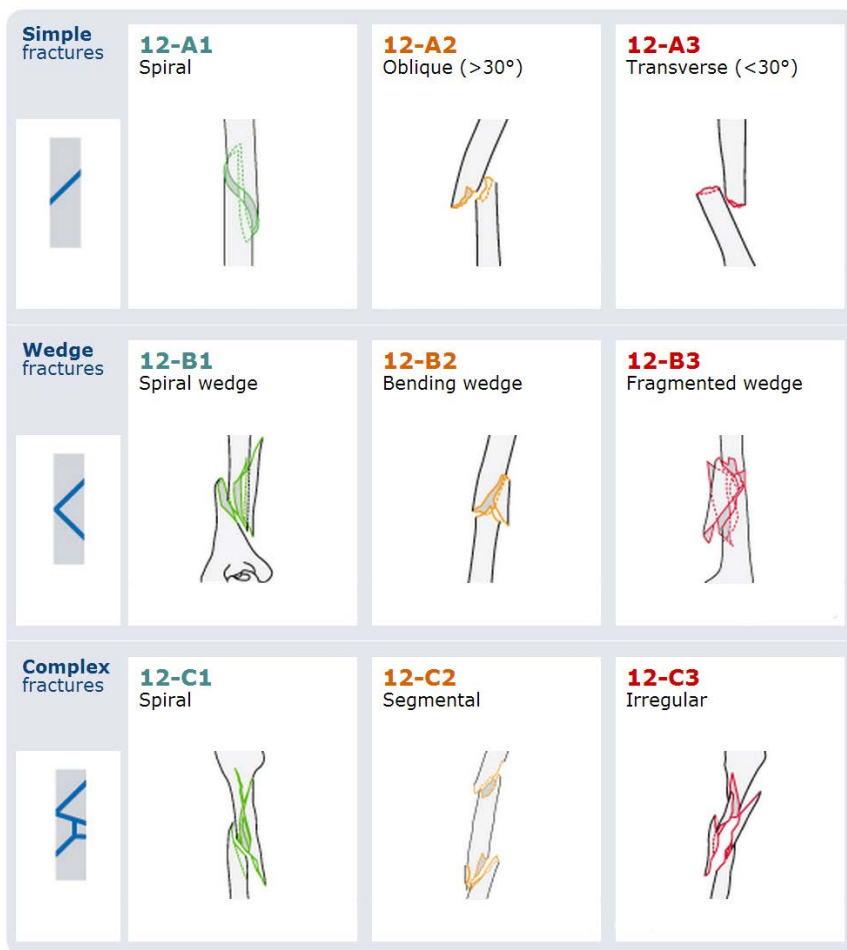 Simple
fractures
12-A1
Spiral
12-A2
Oblique (>30°)
12-A3
Transverse (<30°)
Wedge
fractures
12-B1
Spiral wedge
12-B2
Bending wedge
12-B3
Fragmented wedge
Complex
fractures
12-C1
Spiral
12-C2
Segmental
12-C3
Irregular